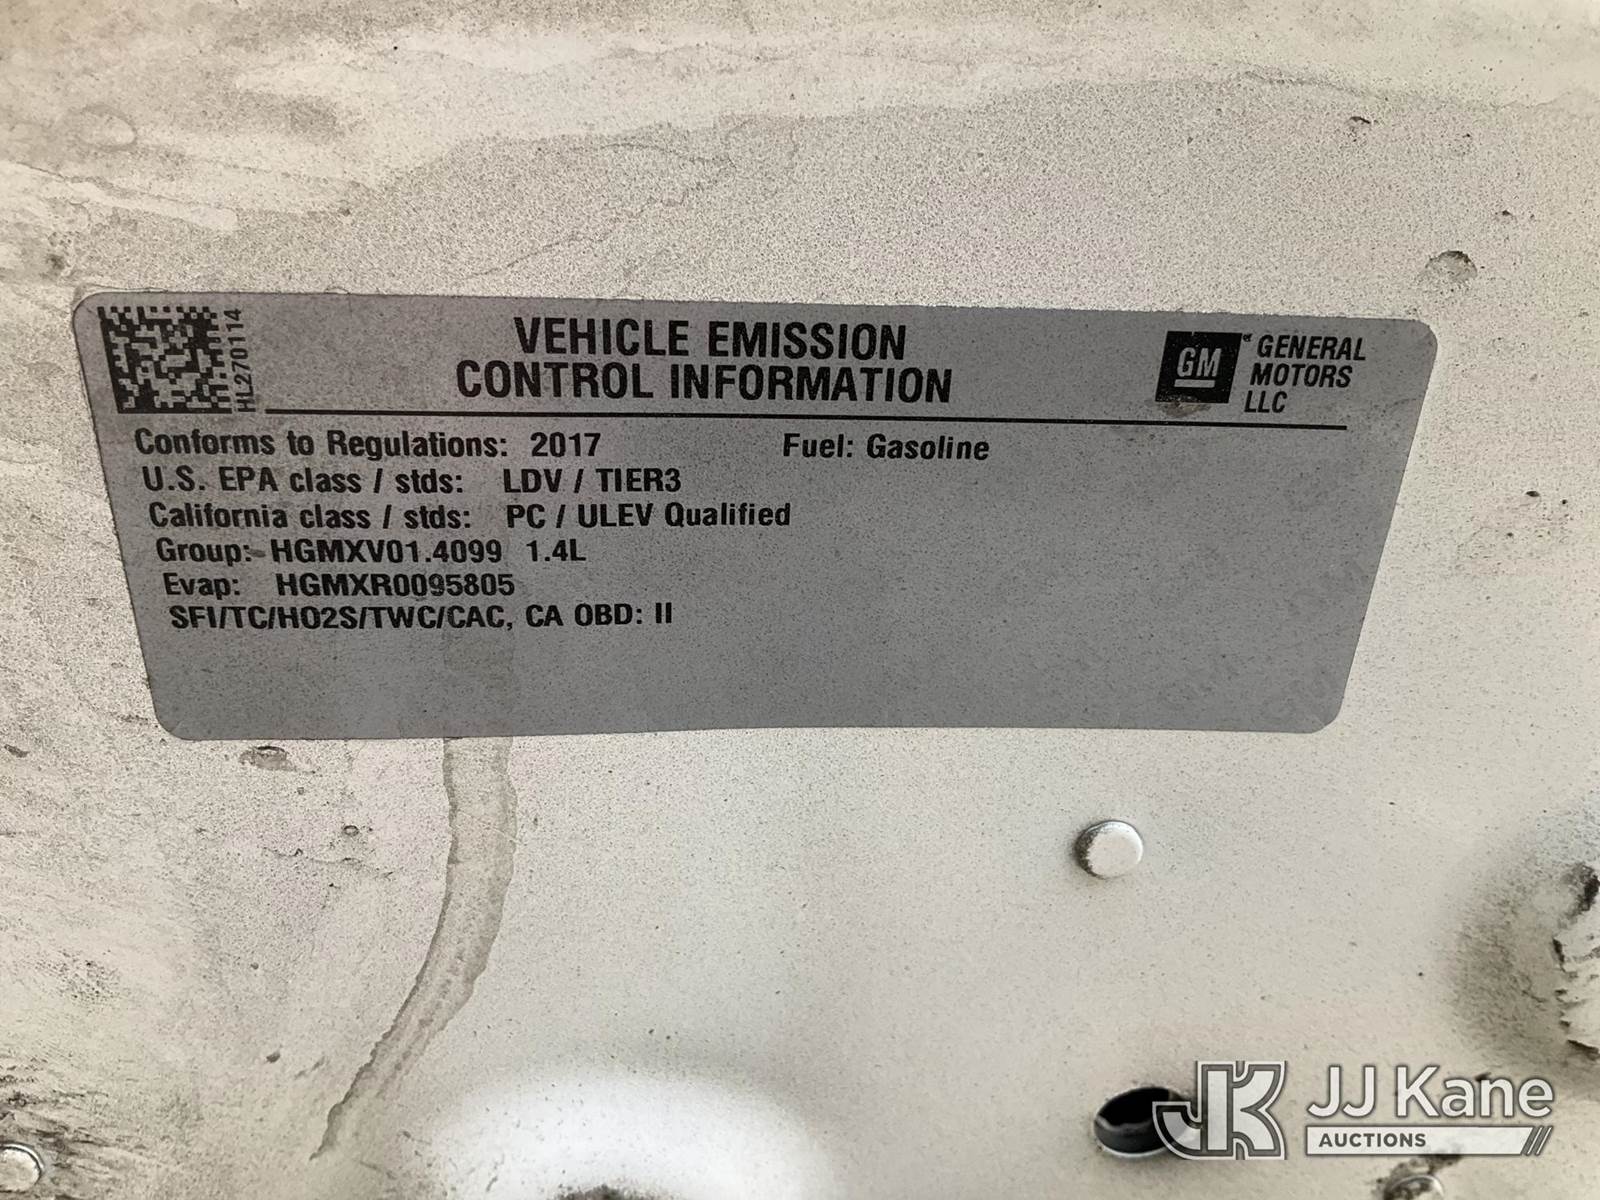 HL270114
VEHICLE EMISSION
CONTROL INFORMATION
GM
GENERAL
MOTORS
LLC
Conforms to Regulations: 2017 Fuel: Gasoline
U.S. EPA class / stds: LDV / TIER3
California class / stds: PC / ULEV Qualified
Group: HGMXV01.4099 1.4L
Evap: HGMXR0095805
SFI/TC/HO2S/TWC/CAC, CA OBD: II
JK JJ Kane
AUCTIONS